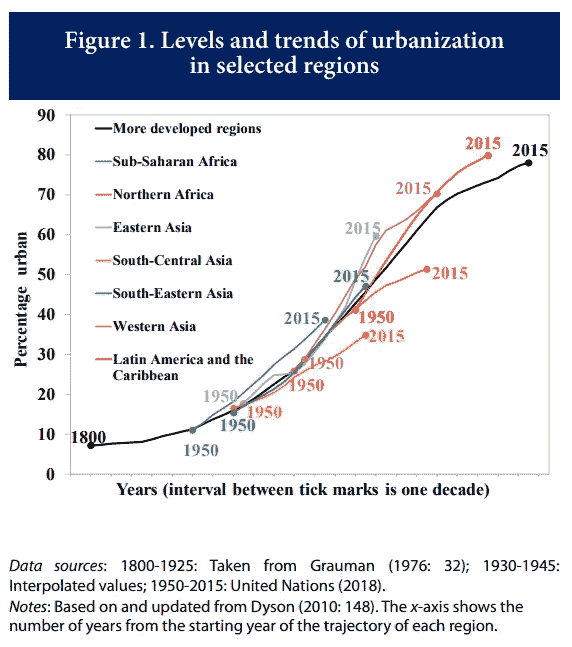 Figure 1. Levels and trends of urbanization
in selected regions
90
80
70
60
50
40
30
20
10
0
Percentage urban
More developed regions
Sub-Saharan Africa
Northern Africa
Eastern Asia
South-Central Asia
South-Eastern Asia
Western Asia
Latin America and the
Caribbean
2015
2015
2015
2015
2015
2015
2015
2015
1950
1950
1950
1950
1950
1950
1950
1800
Years (interval between tick marks is one decade)
Data sources: 1800-1925: Taken from Grauman (1976: 32); 1930-1945:
Interpolated values; 1950-2015: United Nations (2018).
Notes: Based on and updated from Dyson (2010: 148). The x-axis shows the
number of years from the starting year of the trajectory of each region.